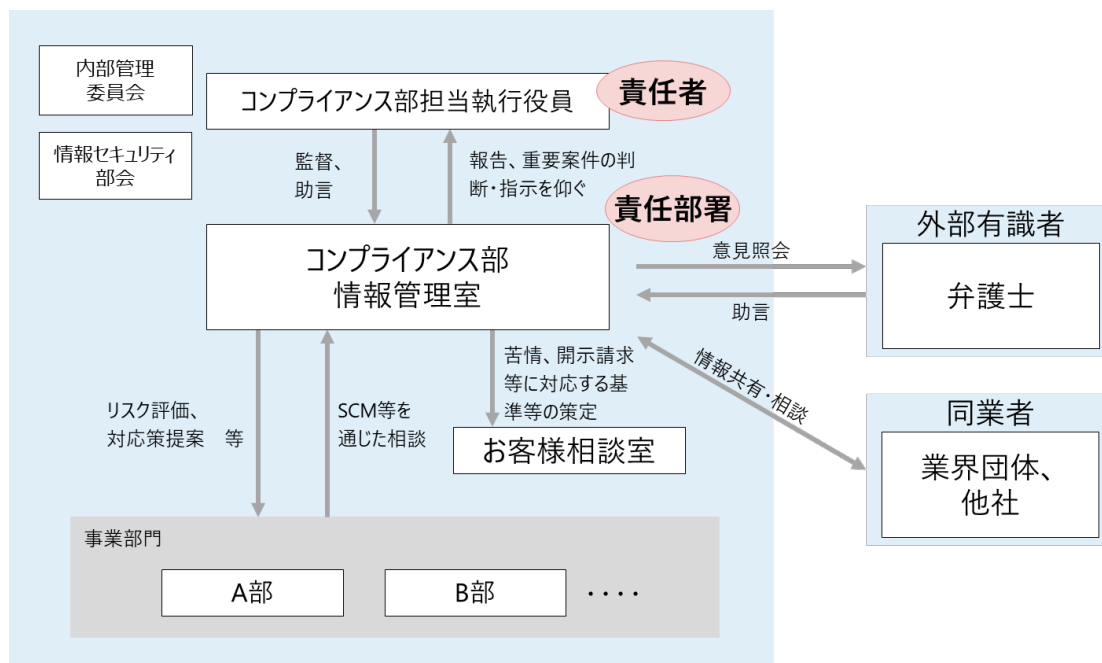 内部管理
委員会
コンプライアンス部担当執行役員
責任者
情報セキュリティ
部会
監督、
助言
報告、重要案件の判
断・指示を仰ぐ
責任部署
コンプライアンス部
情報管理室
意見照会
助言
外部有識者
弁護士
リスク評価、
対応策提案 等
SCM等を
通じた相談
苦情、開示請求
等に対応する基
準等の策定
お客様相談室
情報共有・相談
同業者
業界団体、
他社
事業部門
A部
B部
・・・・